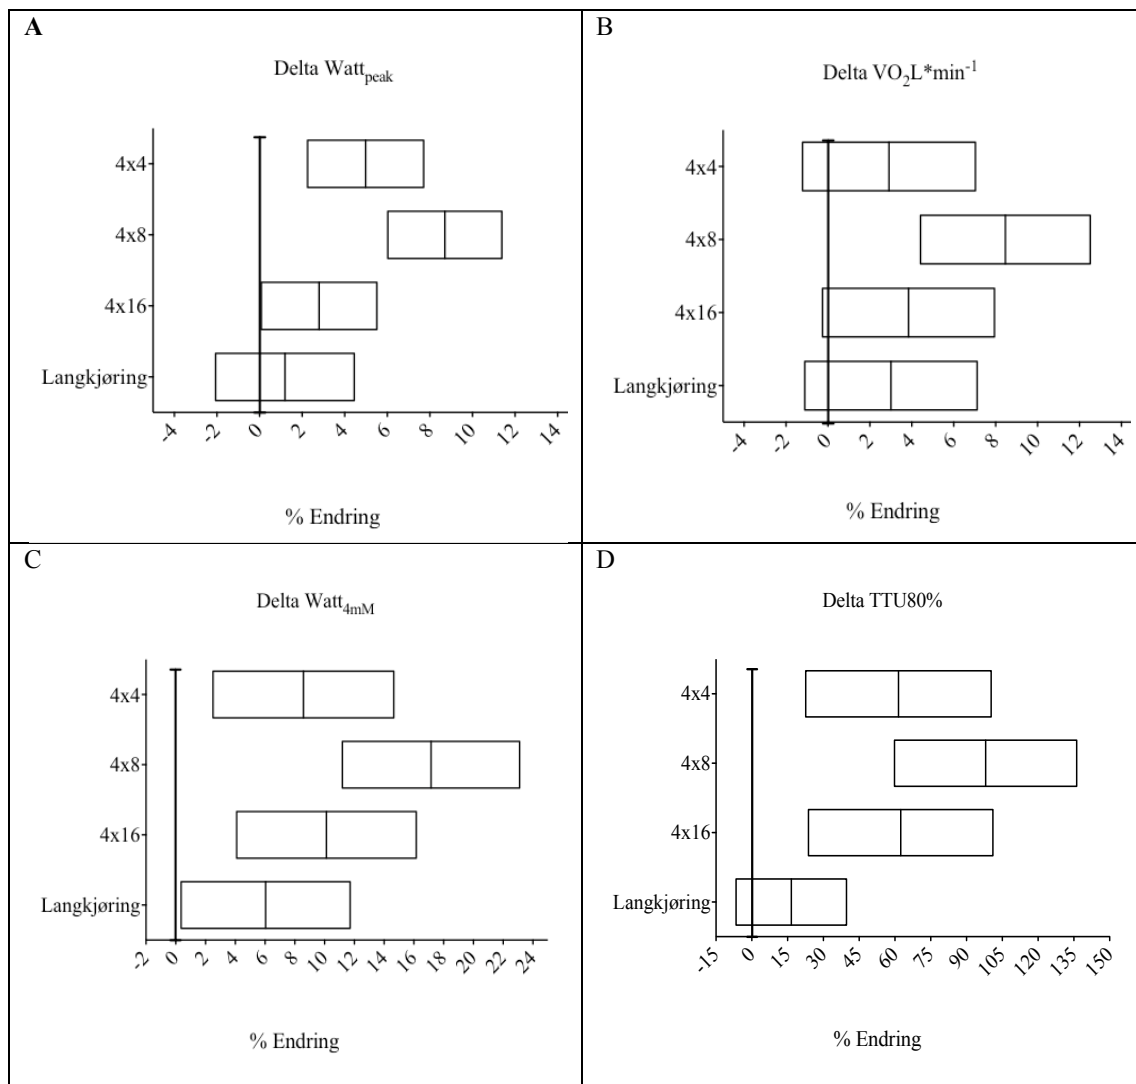 A
Delta Watt_peak
4x4
4x8
4x16
Langkjøring
-4 -2 0 2 4 6 8 10 12 14
% Endring
B
Delta VO₂L*min⁻¹
4x4
4x8
4x16
Langkjøring
-4 -2 0 2 4 6 8 10 12 14
% Endring
C
Delta Watt_4mM
4x4
4x8
4x16
Langkjøring
-2 0 2 4 6 8 10 12 14 16 18 20 22 24
% Endring
D
Delta TTU80%
4x4
4x8
4x16
Langkjøring
-15 0 15 30 45 60 75 90 105 120 135 150
% Endring